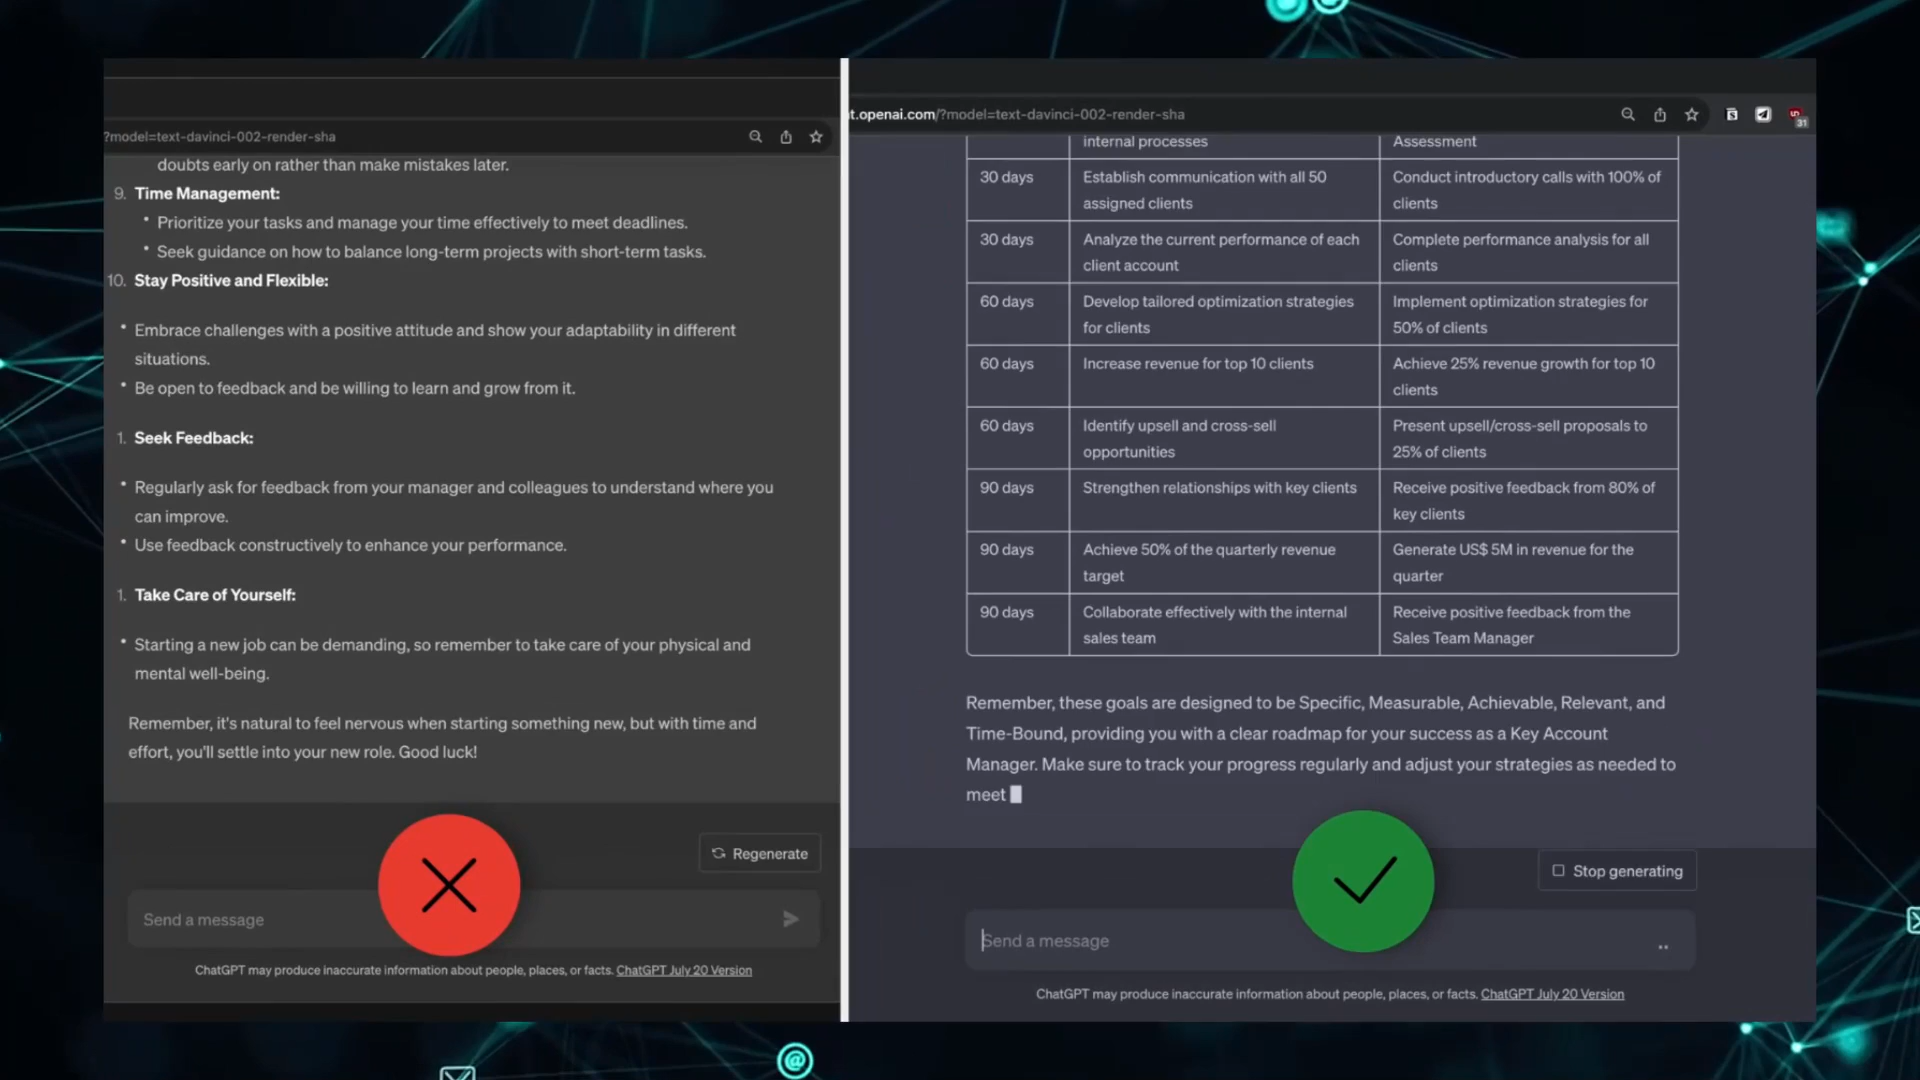 ?model=text-davinci-002-render-sha
doubts early on rather than make mistakes later.
9. Time Management:
• Prioritize your tasks and manage your time effectively to meet deadlines.
• Seek guidance on how to balance long-term projects with short-term tasks.
10. Stay Positive and Flexible:
• Embrace challenges with a positive attitude and show your adaptability in different
situations.
• Be open to feedback and be willing to learn and grow from it.
1. Seek Feedback:
• Regularly ask for feedback from your manager and colleagues to understand where you
can improve.
• Use feedback constructively to enhance your performance.
1. Take Care of Yourself:
• Starting a new job can be demanding, so remember to take care of your physical and
mental well-being.
Remember, it's natural to feel nervous when starting something new, but with time and
effort, you'll settle into your new role. Good luck!
Regenerate
Send a message
ChatGPT may produce inaccurate information about people, places, or facts. ChatGPT July 20 Version
t.openai.com/?model=text-davinci-002-render-sha
31
internal processes Assessment
30 days Establish communication with all 50 Conduct introductory calls with 100% of
assigned clients clients
30 days Analyze the current performance of each Complete performance analysis for all
client account clients
60 days Develop tailored optimization strategies Implement optimization strategies for
for clients 50% of clients
60 days Increase revenue for top 10 clients Achieve 25% revenue growth for top 10
clients
60 days Identify upsell and cross-sell Present upsell/cross-sell proposals to
opportunities 25% of clients
90 days Strengthen relationships with key clients Receive positive feedback from 80% of
key clients
90 days Achieve 50% of the quarterly revenue Generate US$ 5M in revenue for the
target quarter
90 days Collaborate effectively with the internal Receive positive feedback from the
sales team Sales Team Manager
Remember, these goals are designed to be Specific, Measurable, Achievable, Relevant, and
Time-Bound, providing you with a clear roadmap for your success as a Key Account
Manager. Make sure to track your progress regularly and adjust your strategies as needed to
meet
Stop generating
Send a message
ChatGPT may produce inaccurate information about people, places, or facts. ChatGPT July 20 Version